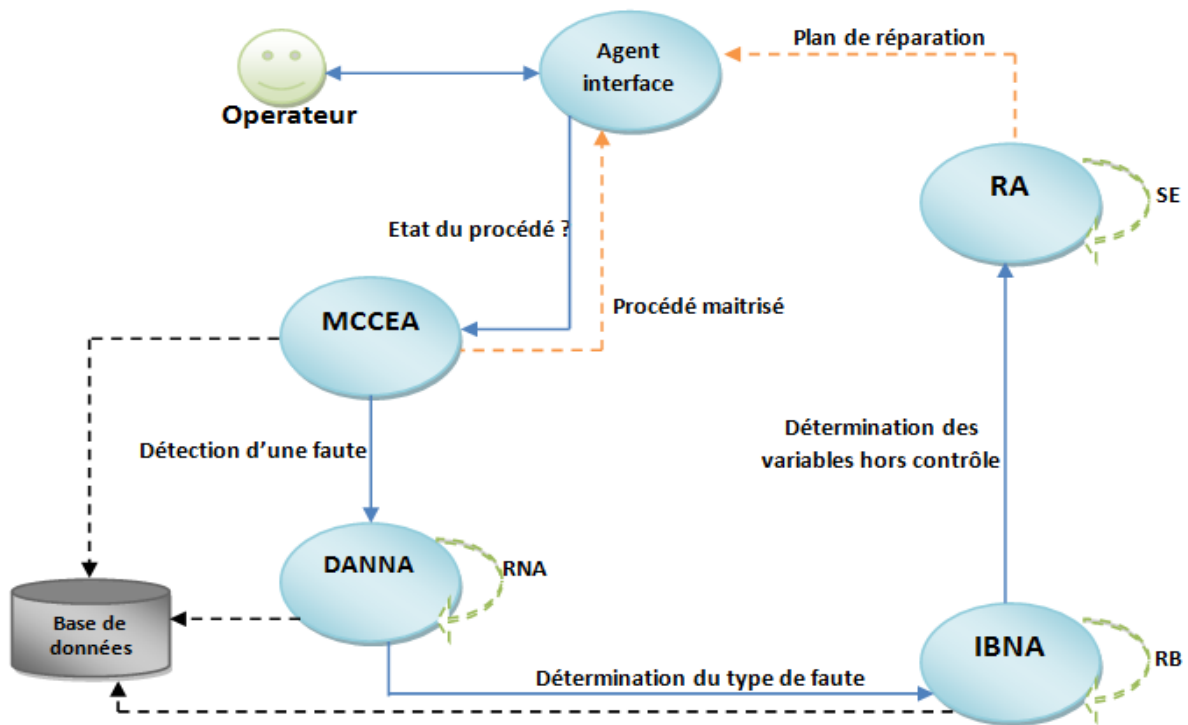 Plan de réparation
Agent
interface
Operateur
RA
SE
Etat du procédé ?
Procédé maitrisé
MCCEA
Détection d'une faute
Détermination des
variables hors contrôle
DANNA
RNA
Base de
données
IBNA
RB
Détermination du type de faute